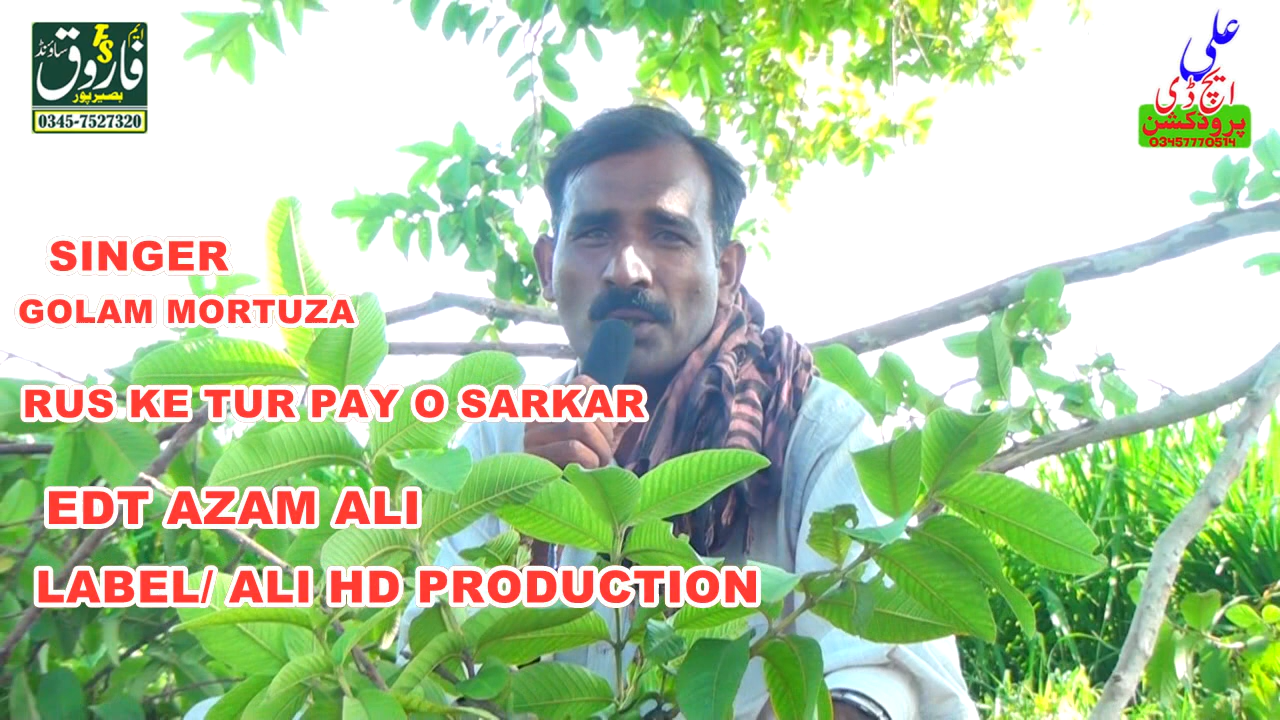 ایم
FS
فاروق
ساؤنڈ
بصیرپور
0345-7527320
علی
ایچ ڈی
پروڈکشن
03457770514
SINGER
GOLAM MORTUZA
RUS KE TUR PAY O SARKAR
EDT AZAM ALI
LABEL/ ALI HD PRODUCTION